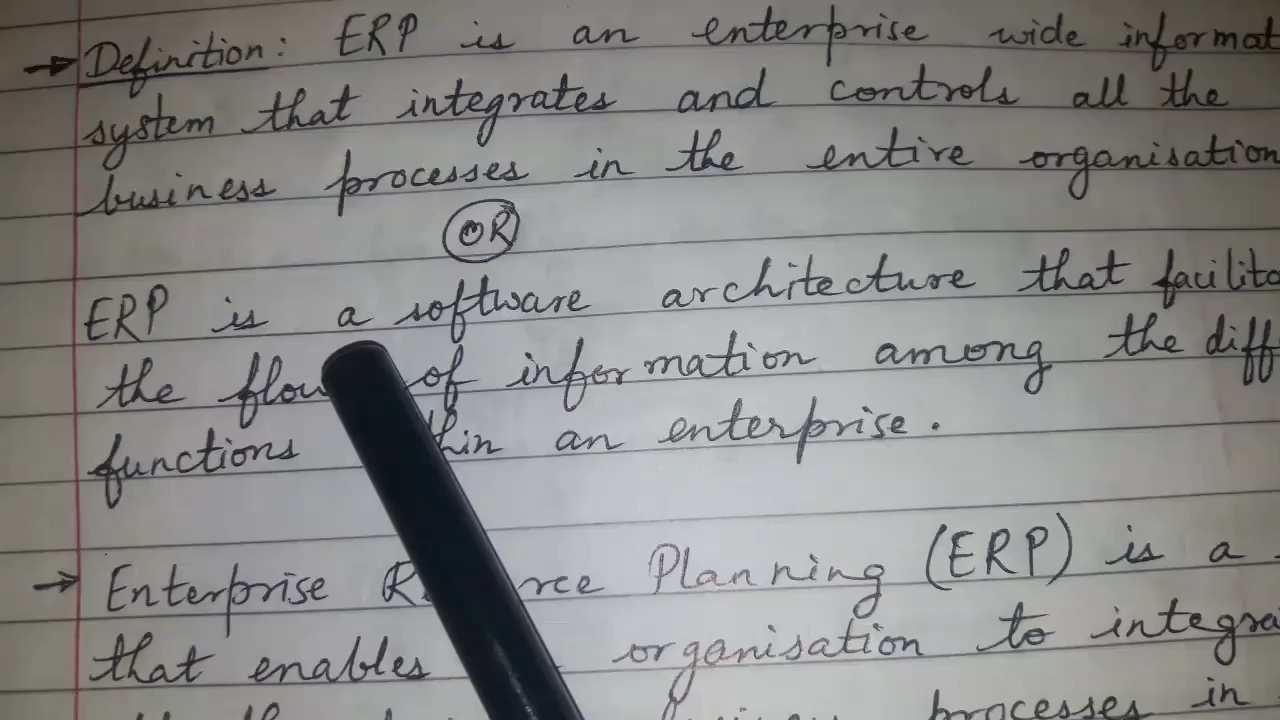 → Definition: ERP is an enterprise wide informat
system that integrates and controls all the
business processes in the entire organisation
OR
ERP is a software architecture that facilita
the flow of information among the diff
functions thin an enterprise.
→ Enterprise R rce Planning (ERP) is a
that enables organisation to integra
processes in